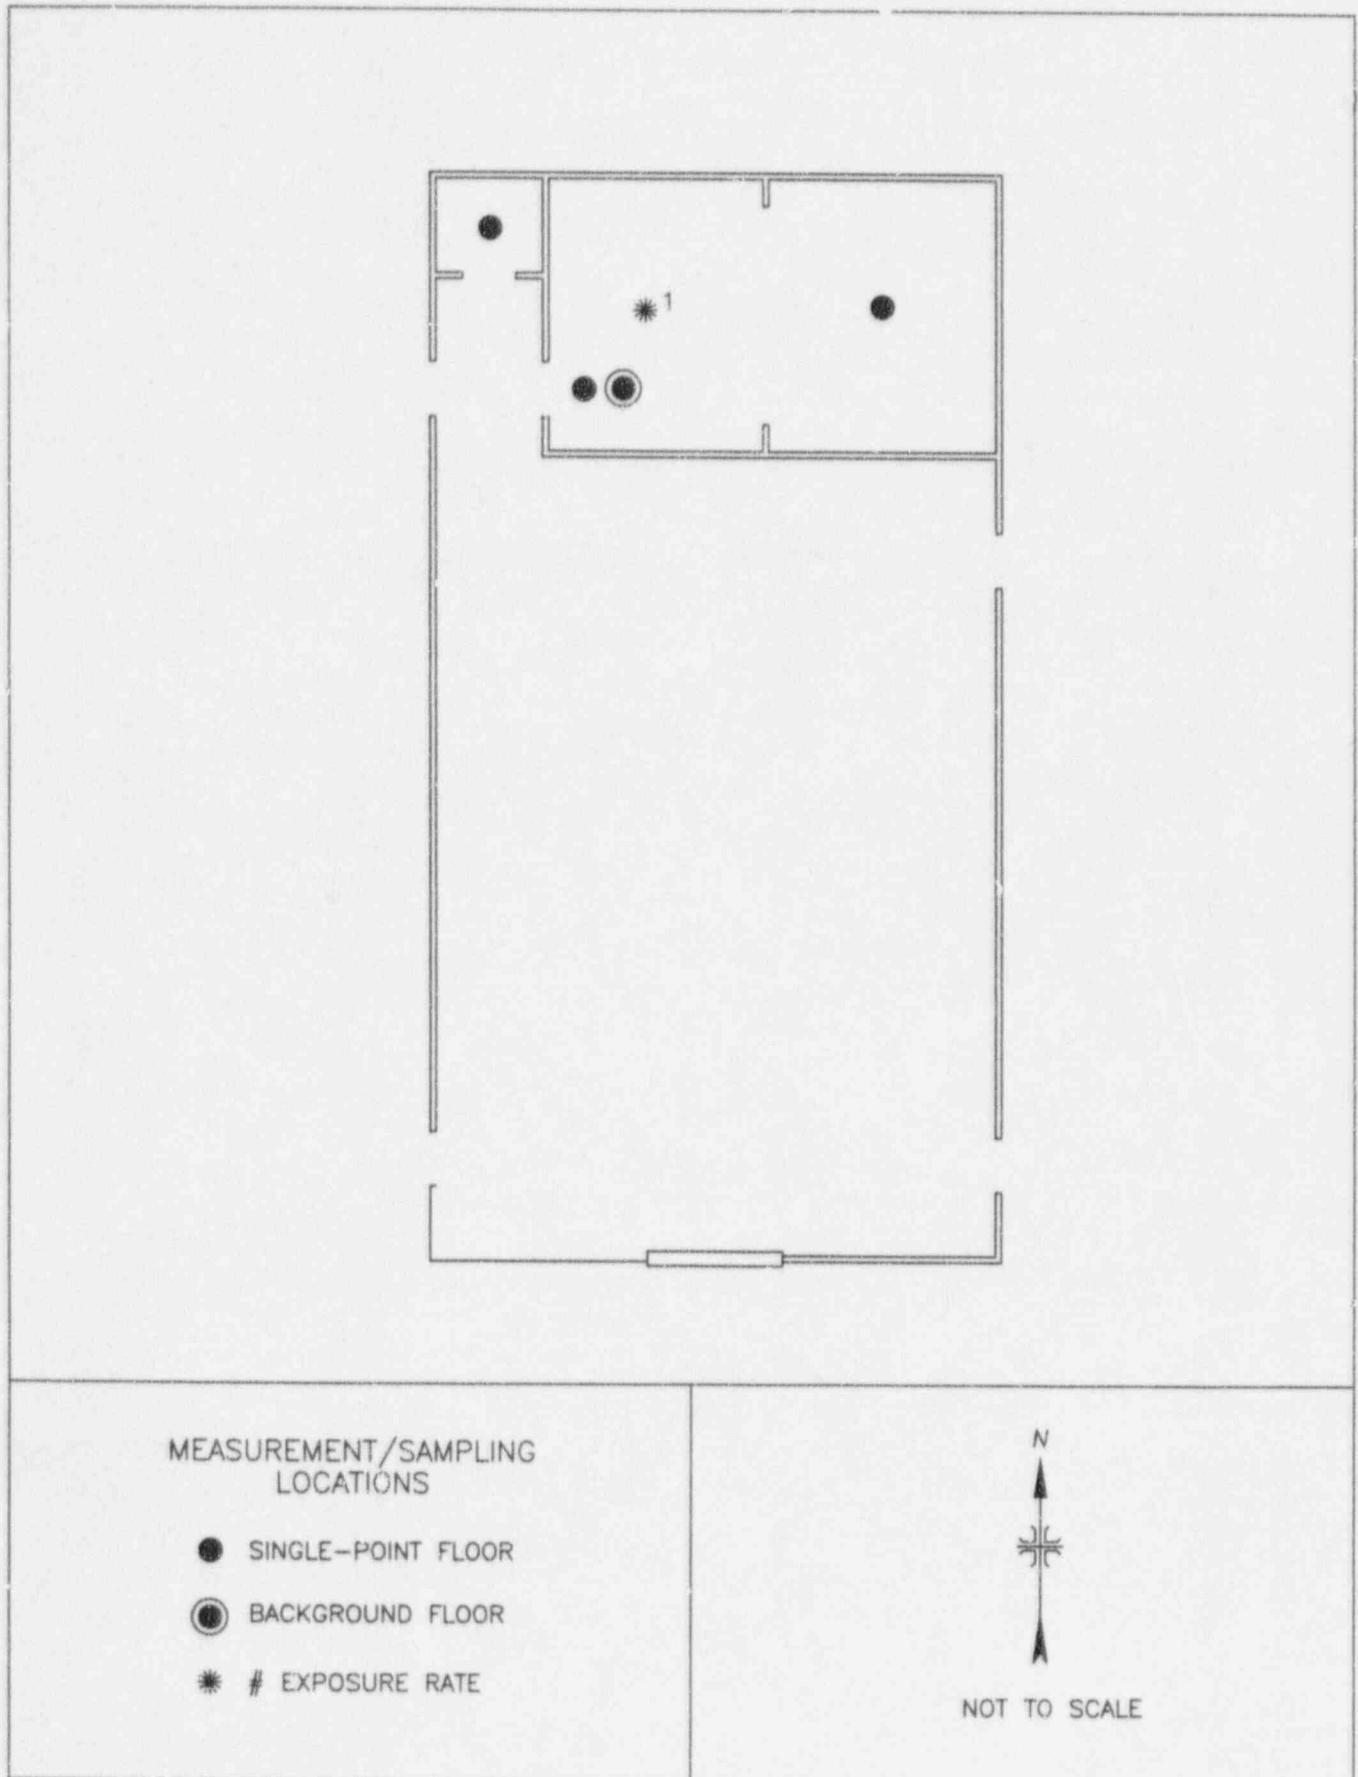 1
MEASUREMENT/SAMPLING
LOCATIONS
SINGLE-POINT FLOOR
BACKGROUND FLOOR
# EXPOSURE RATE
N
NOT TO SCALE